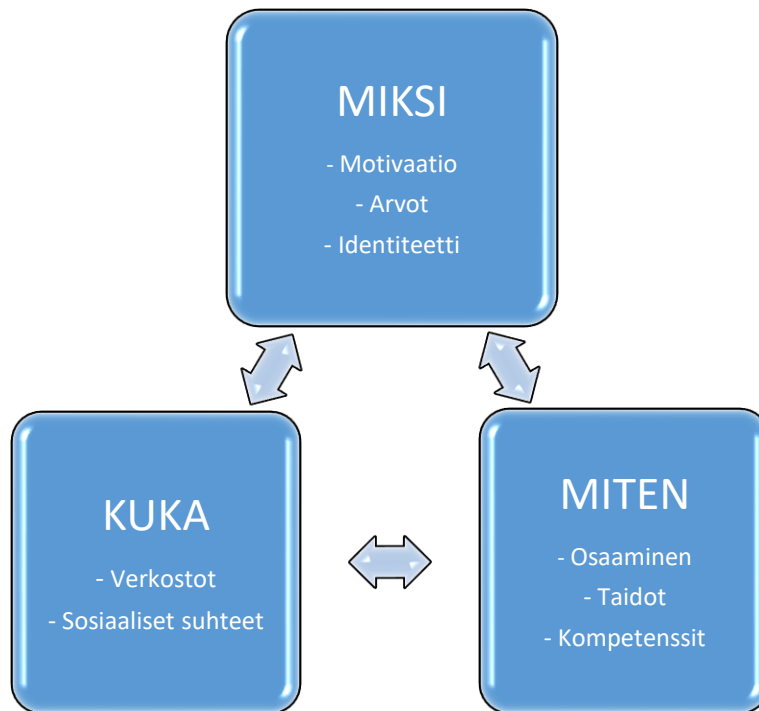 MIKSI
- Motivaatio
- Arvot
- Identiteetti
KUKA
- Verkostot
- Sosiaaliset suhteet
MITEN
- Osaaminen
- Taidot
- Kompetenssit